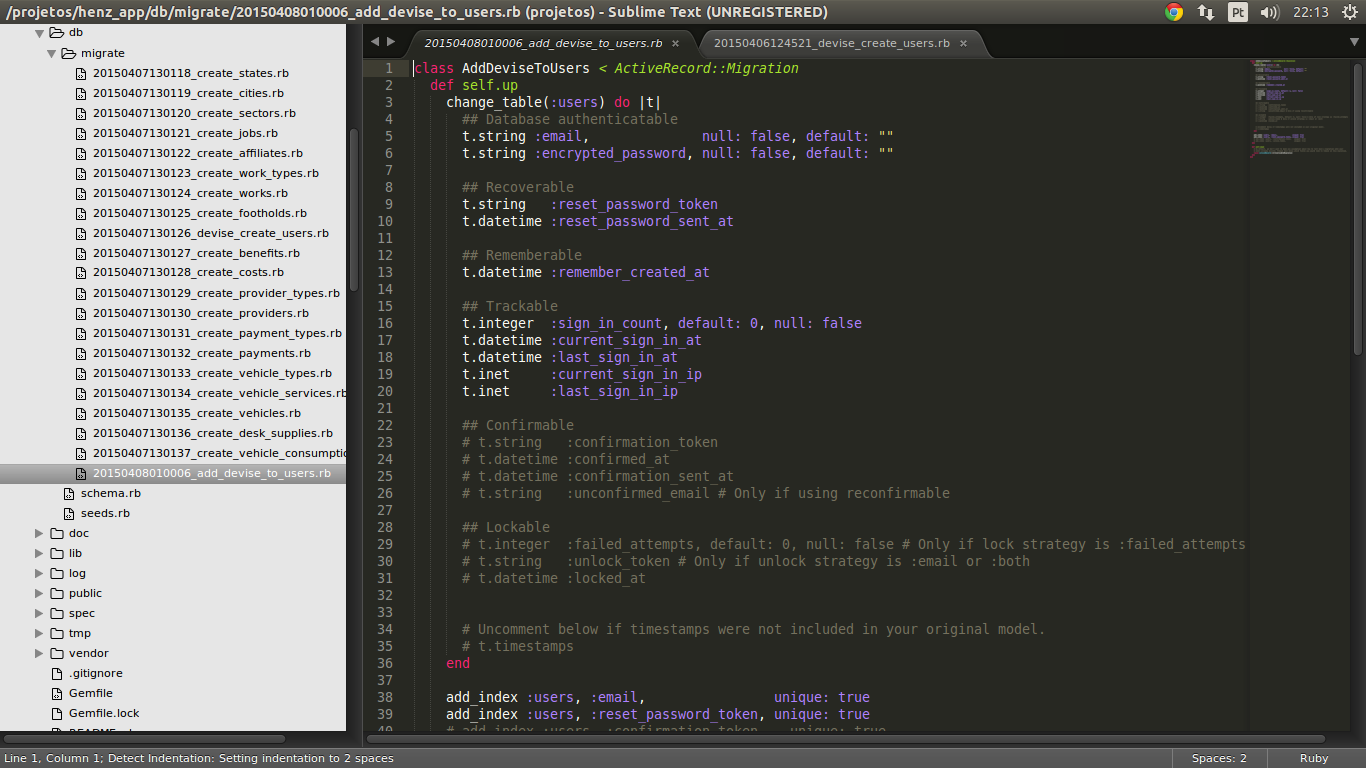 /projetos/henz_app/db/migrate/20150408010006_add_devise_to_users.rb (projetos) - Sublime Text (UNREGISTERED)
Pt
22:13
db
migrate
20150407130118_create_states.rb
20150407130119_create_cities.rb
20150407130120_create_sectors.rb
20150407130121_create_jobs.rb
20150407130122_create_affiliates.rb
20150407130123_create_work_types.rb
20150407130124_create_works.rb
20150407130125_create_footholds.rb
20150407130126_devise_create_users.rb
20150407130127_create_benefits.rb
20150407130128_create_costs.rb
20150407130129_create_provider_types.rb
20150407130130_create_providers.rb
20150407130131_create_payment_types.rb
20150407130132_create_payments.rb
20150407130133_create_vehicle_types.rb
20150407130134_create_vehicle_services.rb
20150407130135_create_vehicles.rb
20150407130136_create_desk_supplies.rb
20150407130137_create_vehicle_consumptio
20150408010006_add_devise_to_users.rb
schema.rb
seeds.rb
doc
lib
log
public
spec
tmp
vendor
.gitignore
Gemfile
Gemfile.lock
20150408010006_add_devise_to_users.rb ×
20150406124521_devise_create_users.rb ×
1 class AddDeviseToUsers < ActiveRecord::Migration
2 def self.up
3 change_table(:users) do |t|
4 ## Database authenticatable
5 t.string :email, null: false, default: ""
6 t.string :encrypted_password, null: false, default: ""
7
8 ## Recoverable
9 t.string :reset_password_token
10 t.datetime :reset_password_sent_at
11
12 ## Rememberable
13 t.datetime :remember_created_at
14
15 ## Trackable
16 t.integer :sign_in_count, default: 0, null: false
17 t.datetime :current_sign_in_at
18 t.datetime :last_sign_in_at
19 t.inet :current_sign_in_ip
20 t.inet :last_sign_in_ip
21
22 ## Confirmable
23 # t.string :confirmation_token
24 # t.datetime :confirmed_at
25 # t.datetime :confirmation_sent_at
26 # t.string :unconfirmed_email # Only if using reconfirmable
27
28 ## Lockable
29 # t.integer :failed_attempts, default: 0, null: false # Only if lock strategy is :failed_attempts
30 # t.string :unlock_token # Only if unlock strategy is :email or :both
31 # t.datetime :locked_at
32
33
34 # Uncomment below if timestamps were not included in your original model.
35 # t.timestamps
36 end
37
38 add_index :users, :email, unique: true
39 add_index :users, :reset_password_token, unique: true
40 # add_index :users, :confirmation_token, unique: true
Line 1, Column 1; Detect Indentation: Setting indentation to 2 spaces
Spaces: 2
Ruby